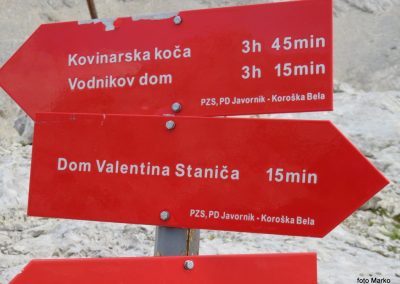 Kovinarska koča 3h 45min
Vodnikov dom 3h 15min
PZS, PD Javornik - Koroška Bela
Dom Valentina Staniča 15min
PZS, PD Javornik - Koroška Bela
foto Marko